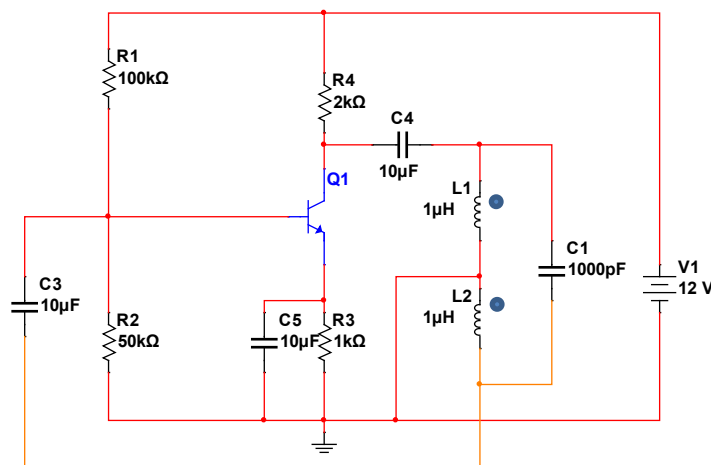 R1
100kΩ
R4
2kΩ
C4
10µF
Q1
L1
1µH
C1
1000pF
V1
12 V
C3
10µF
L2
1µH
R2
50kΩ
C5
10µF
R3
1kΩ